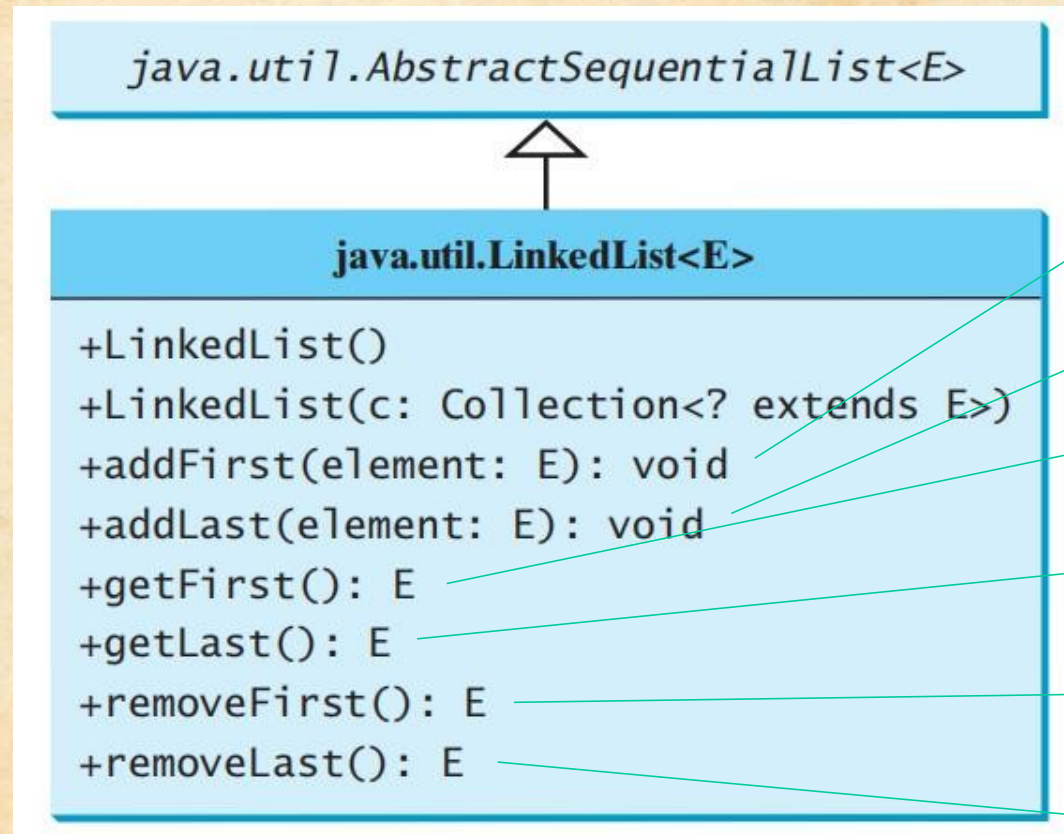 java.util.AbstractSequentialList<E>
java.util.LinkedList<E>
+LinkedList()
+LinkedList(c: Collection<? extends E>)
+addFirst(element: E): void
+addLast(element: E): void
+getFirst(): E
+getLast(): E
+removeFirst(): E
+removeLast(): E